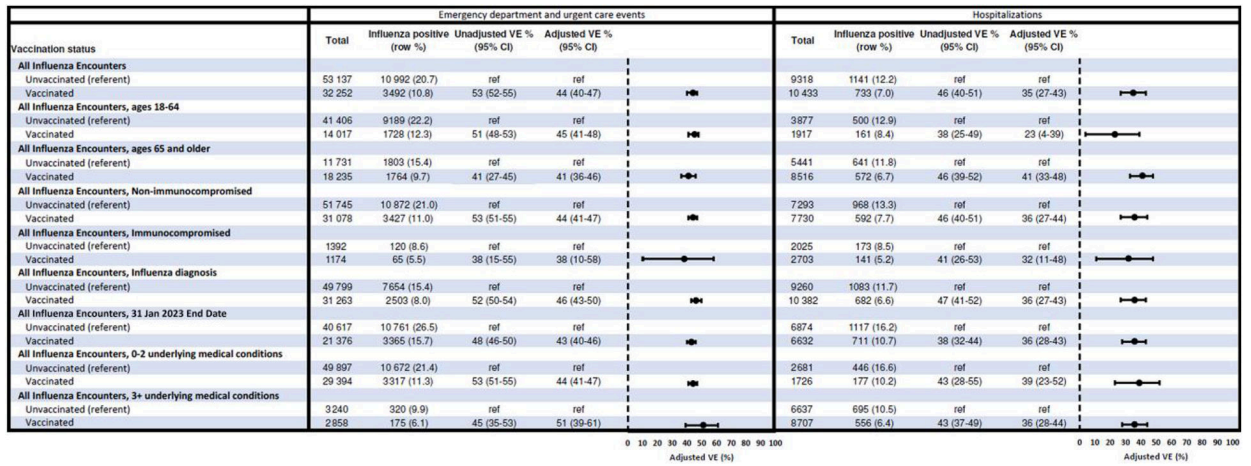 Emergency department and urgent care events Hospitalizations
Vaccination status Total Influenza positive (row %) Unadjusted VE % (95% CI) Adjusted VE % (95% CI) Total Influenza positive (row %) Unadjusted VE % (95% CI) Adjusted VE % (95% CI)
All Influenza Encounters
Unvaccinated (referent) 53 137 10 992 (20.7) ref ref 9318 1141 (12.2) ref ref
Vaccinated 32 252 3492 (10.8) 53 (52-55) 44 (40-47) 10 433 733 (7.0) 46 (40-51) 35 (27-43)
All Influenza Encounters, ages 18-64
Unvaccinated (referent) 41 406 9189 (22.2) ref ref 3877 500 (12.9) ref ref
Vaccinated 14 017 1728 (12.3) 51 (48-53) 45 (41-48) 1917 161 (8.4) 38 (25-49) 23 (4-39)
All Influenza Encounters, ages 65 and older
Unvaccinated (referent) 11 731 1803 (15.4) ref ref 5441 641 (11.8) ref ref
Vaccinated 18 235 1764 (9.7) 41 (27-45) 41 (36-46) 8516 572 (6.7) 46 (39-52) 41 (33-48)
All Influenza Encounters, Non-immunocompromised
Unvaccinated (referent) 51 745 10 872 (21.0) ref ref 7293 968 (13.3) ref ref
Vaccinated 31 078 3427 (11.0) 53 (51-55) 44 (41-47) 7730 592 (7.7) 46 (40-51) 36 (27-44)
All Influenza Encounters, Immunocompromised
Unvaccinated (referent) 1392 120 (8.6) ref ref 2025 173 (8.5) ref ref
Vaccinated 1174 65 (5.5) 38 (15-55) 38 (10-58) 2703 141 (5.2) 41 (26-53) 32 (11-48)
All Influenza Encounters, Influenza diagnosis
Unvaccinated (referent) 49 799 7654 (15.4) ref ref 9260 1083 (11.7) ref ref
Vaccinated 31 263 2503 (8.0) 52 (50-54) 46 (43-50) 10 382 682 (6.6) 47 (41-52) 36 (27-43)
All Influenza Encounters, 31 Jan 2023 End Date
Unvaccinated (referent) 40 617 10 761 (26.5) ref ref 6874 1117 (16.2) ref ref
Vaccinated 21 376 3365 (15.7) 48 (46-50) 43 (40-46) 6632 711 (10.7) 38 (32-44) 36 (28-43)
All Influenza Encounters, 0-2 underlying medical conditions
Unvaccinated (referent) 49 897 10 672 (21.4) ref ref 2681 446 (16.6) ref ref
Vaccinated 29 394 3317 (11.3) 53 (51-55) 44 (41-47) 1726 177 (10.2) 43 (28-55) 39 (23-52)
All Influenza Encounters, 3+ underlying medical conditions
Unvaccinated (referent) 3240 320 (9.9) ref ref 6637 695 (10.5) ref ref
Vaccinated 2858 175 (6.1) 45 (35-53) 51 (39-61) 8707 556 (6.4) 43 (37-49) 36 (28-44)
0 10 20 30 40 50 60 70 80 90 100 0 10 20 30 40 50 60 70 80 90 100
Adjusted VE (%) Adjusted VE (%)